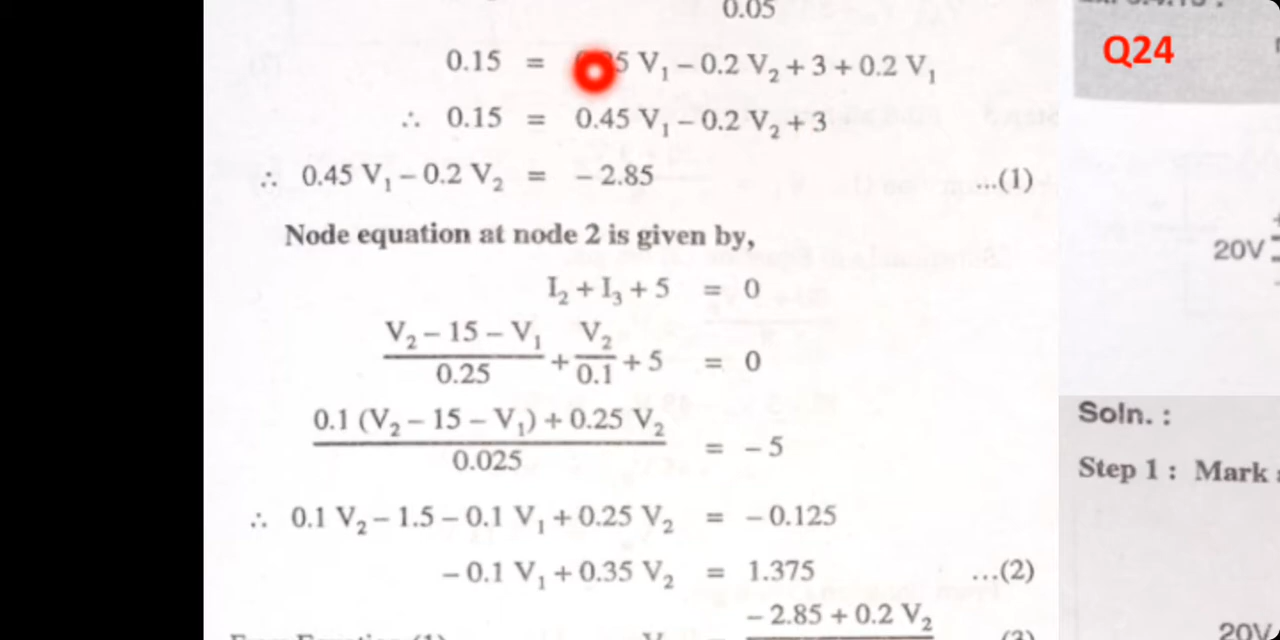 0.05
0.15 = 5 V₁ – 0.2 V₂ + 3 + 0.2 V₁
∴ 0.15 = 0.45 V₁ – 0.2 V₂ + 3
∴ 0.45 V₁ – 0.2 V₂ = – 2.85 ...(1)
Node equation at node 2 is given by,
I₂ + I₃ + 5 = 0
V₂ – 15 – V₁ / 0.25 + V₂ / 0.1 + 5 = 0
0.1 (V₂ – 15 – V₁) + 0.25 V₂ / 0.025 = – 5
∴ 0.1 V₂ – 1.5 – 0.1 V₁ + 0.25 V₂ = – 0.125
– 0.1 V₁ + 0.35 V₂ = 1.375 ...(2)
– 2.85 + 0.2 V₂
Q24
20V
Soln. :
Step 1 : Mark
20V